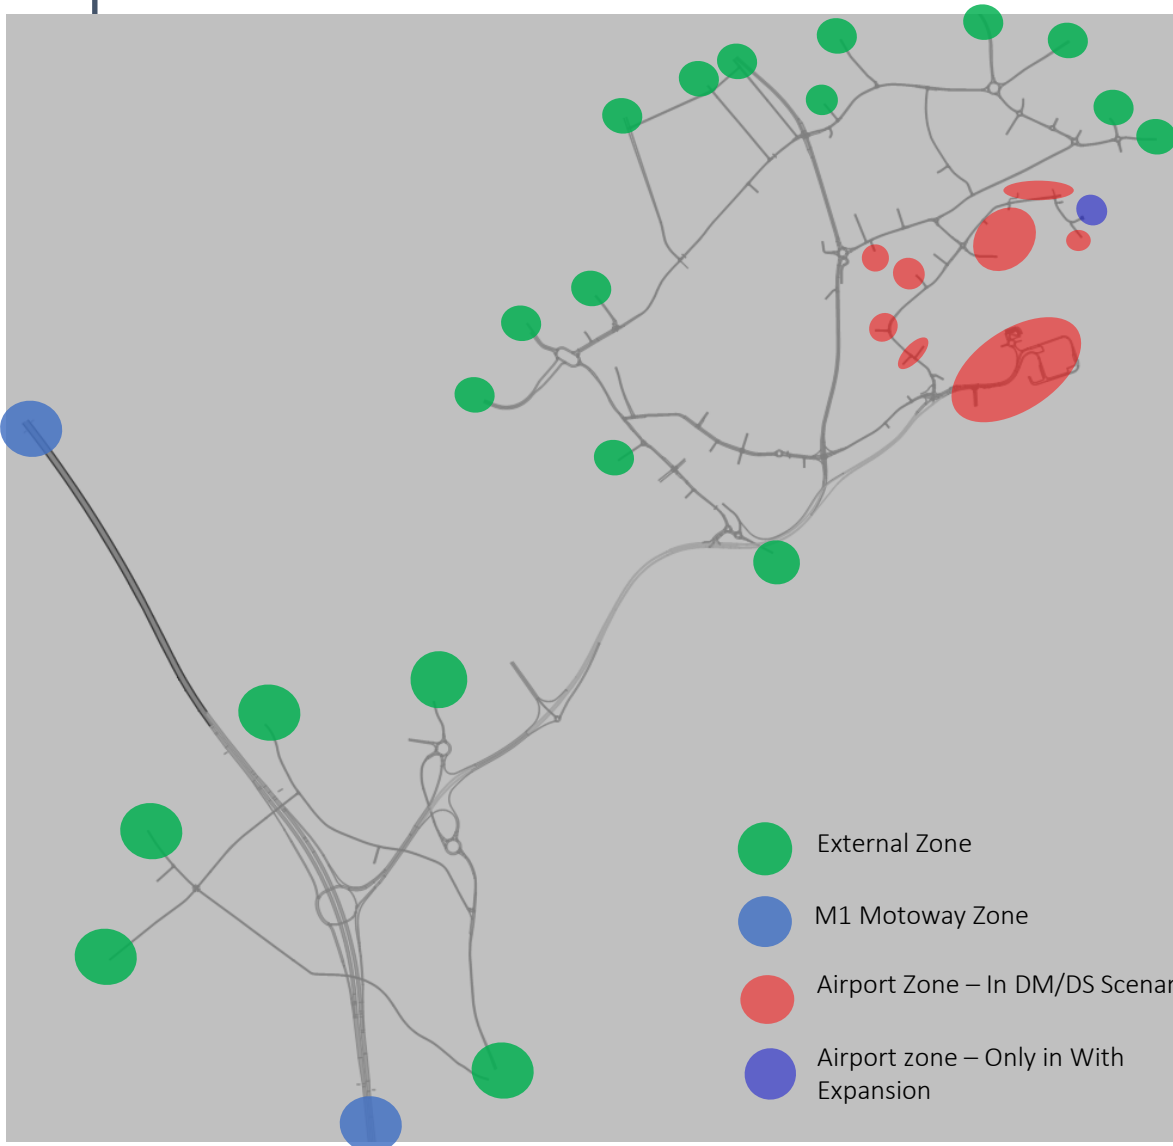 External Zone
M1 Motoway Zone
Airport Zone – In DM/DS Scenar
Airport zone – Only in With
Expansion